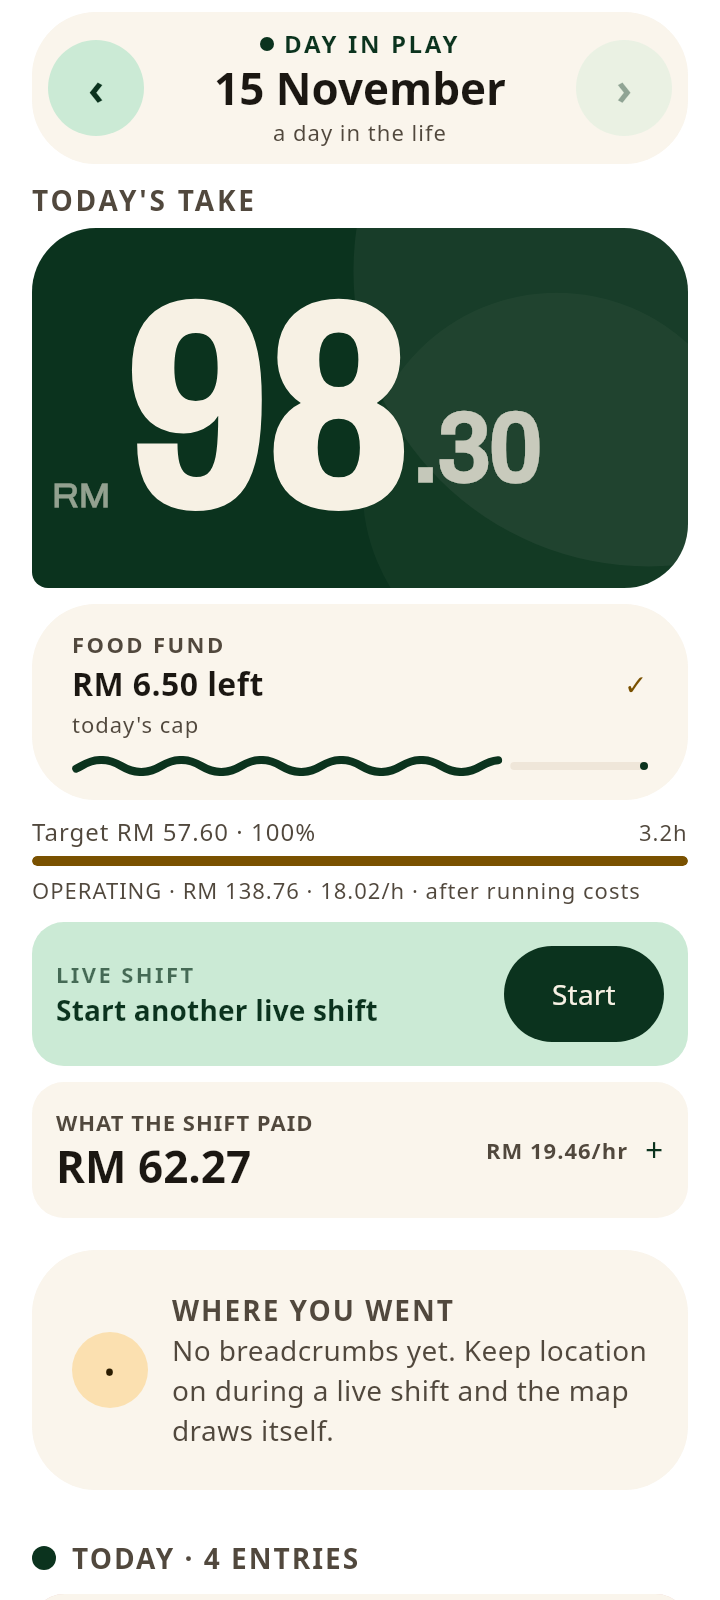 ‹
DAY IN PLAY
15 November
a day in the life
›
TODAY'S TAKE
RM 98.30
FOOD FUND
RM 6.50 left
✓
today's cap
Target RM 57.60 · 100%
3.2h
OPERATING · RM 138.76 · 18.02/h · after running costs
LIVE SHIFT
Start another live shift
Start
WHAT THE SHIFT PAID
RM 62.27
RM 19.46/hr +
WHERE YOU WENT
No breadcrumbs yet. Keep location
on during a live shift and the map
draws itself.
TODAY · 4 ENTRIES